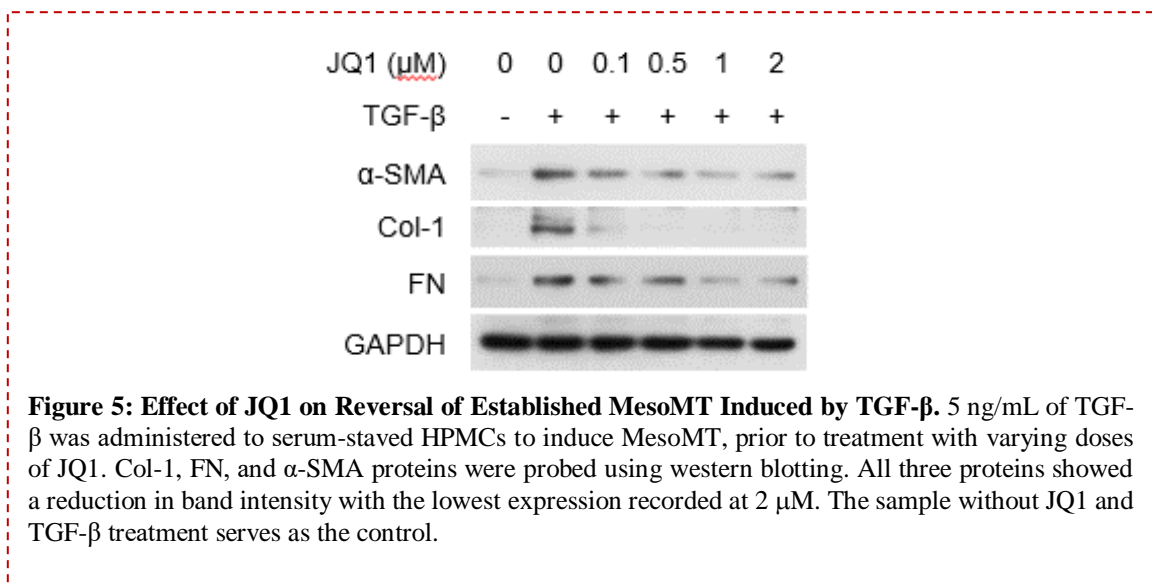 JQ1 (µM) 0 0 0.1 0.5 1 2
TGF-β - + + + + +
α-SMA
Col-1
FN
GAPDH
Figure 5: Effect of JQ1 on Reversal of Established MesoMT Induced by TGF-β. 5 ng/mL of TGF-
β was administered to serum-staved HPMCs to induce MesoMT, prior to treatment with varying doses
of JQ1. Col-1, FN, and α-SMA proteins were probed using western blotting. All three proteins showed
a reduction in band intensity with the lowest expression recorded at 2 μM. The sample without JQ1 and
TGF-β treatment serves as the control.